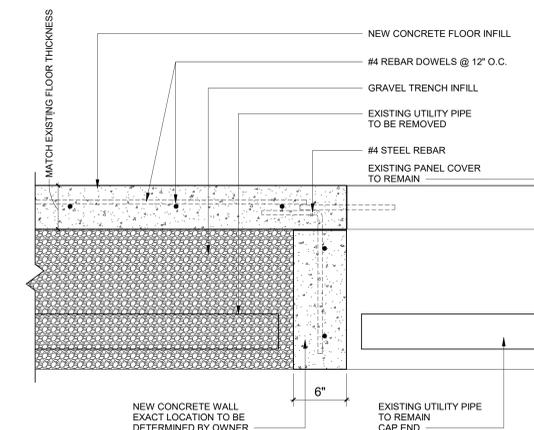 MATCH EXISTING FLOOR THICKNESS
NEW CONCRETE FLOOR INFILL
#4 REBAR DOWELS @ 12" O.C.
GRAVEL TRENCH INFILL
EXISTING UTILITY PIPE
TO BE REMOVED
#4 STEEL REBAR
EXISTING PANEL COVER
TO REMAIN
6"
NEW CONCRETE WALL
EXACT LOCATION TO BE
DETERMINED BY OWNER
EXISTING UTILITY PIPE
TO REMAIN
CAP END